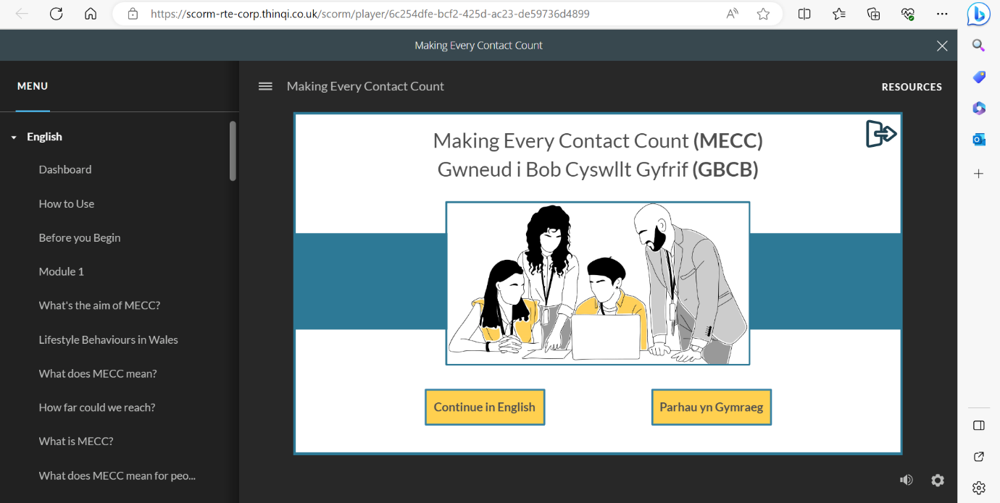 https://scorm-rte-corp.thinqi.co.uk/scorm/player/6c254dfe-bcf2-425d-ac23-de59736d4899
Making Every Contact Count
MENU
Making Every Contact Count
RESOURCES
English
Dashboard
How to Use
Before you Begin
Module 1
What's the aim of MECC?
Lifestyle Behaviours in Wales
What does MECC mean?
How far could we reach?
What is MECC?
What does MECC mean for peo...
Making Every Contact Count (MECC)
Gwneud i Bob Cyswllt Gyfrif (GBCB)
Continue in English
Parhau yn Gymraeg